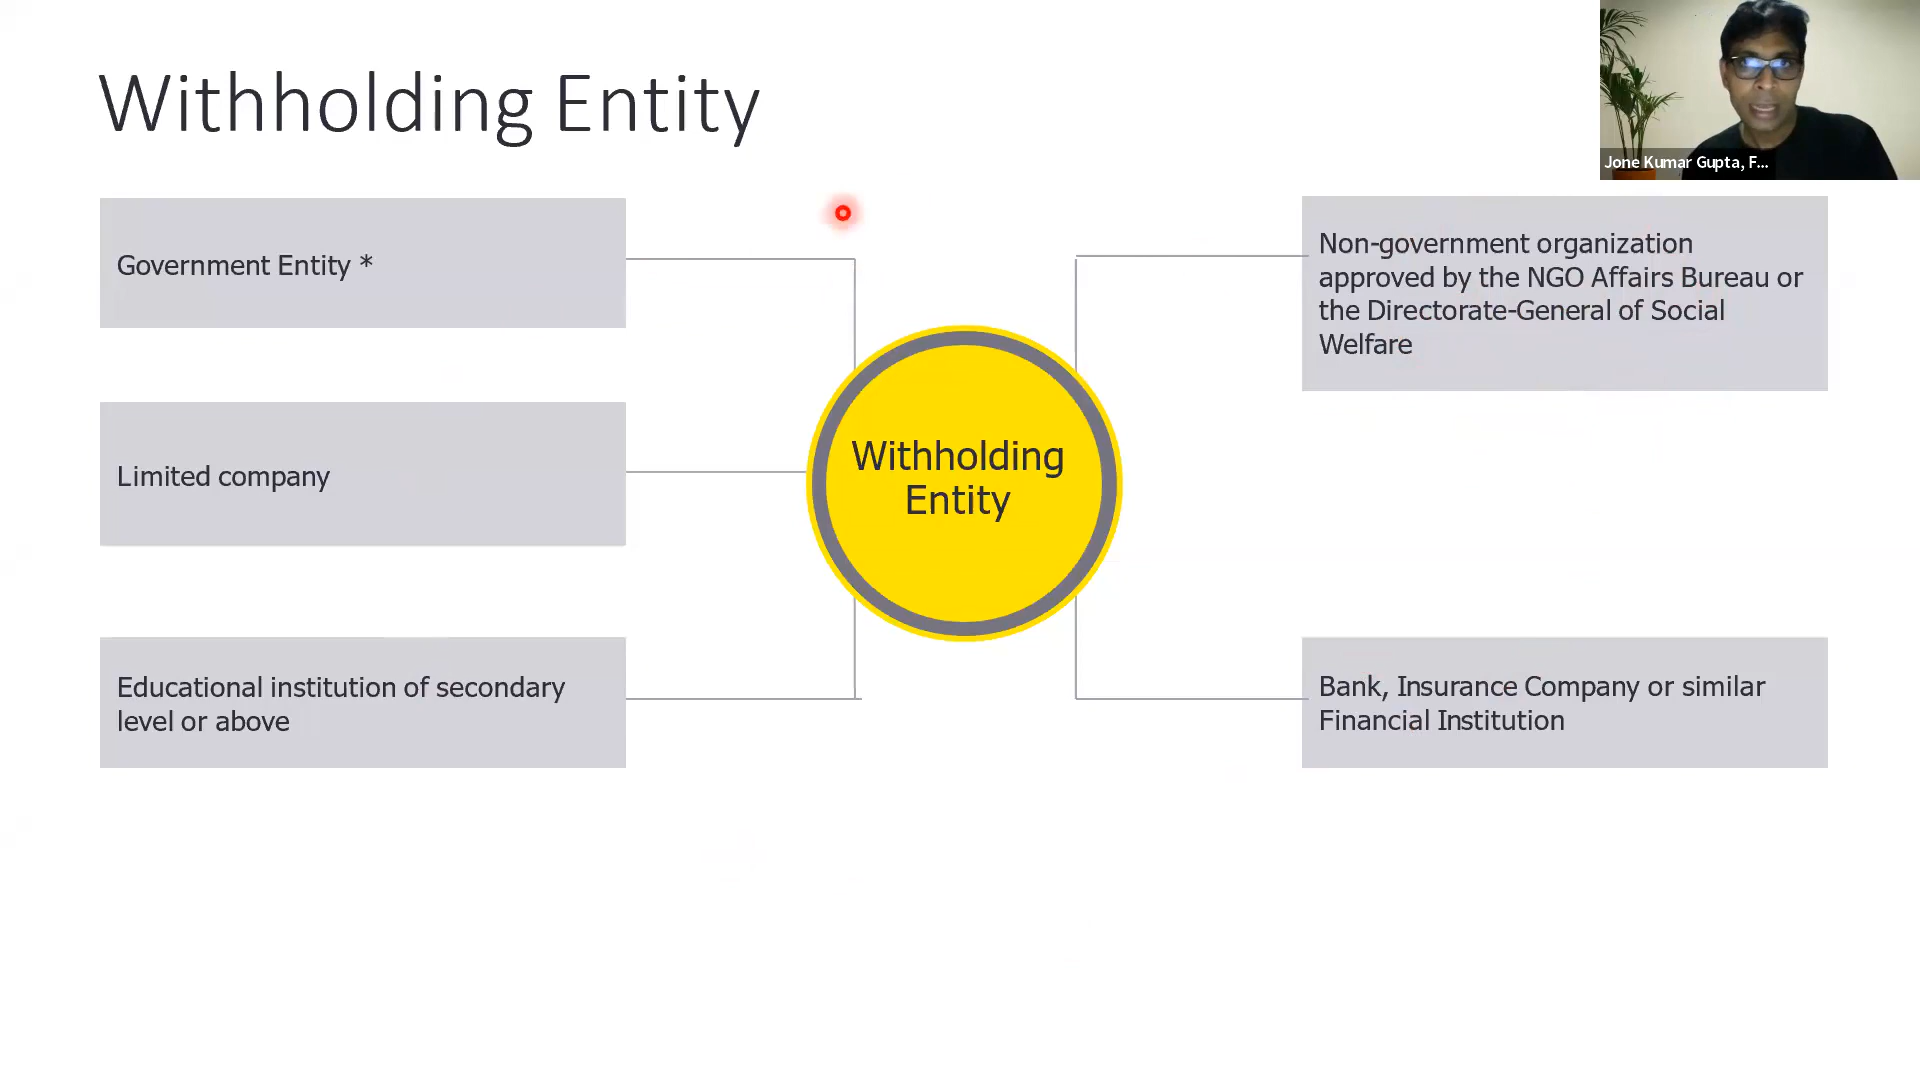 Withholding Entity
Jone Kumar Gupta, F...
Government Entity *
Limited company
Educational institution of secondary
level or above
Withholding
Entity
Non-government organization
approved by the NGO Affairs Bureau or
the Directorate-General of Social
Welfare
Bank, Insurance Company or similar
Financial Institution